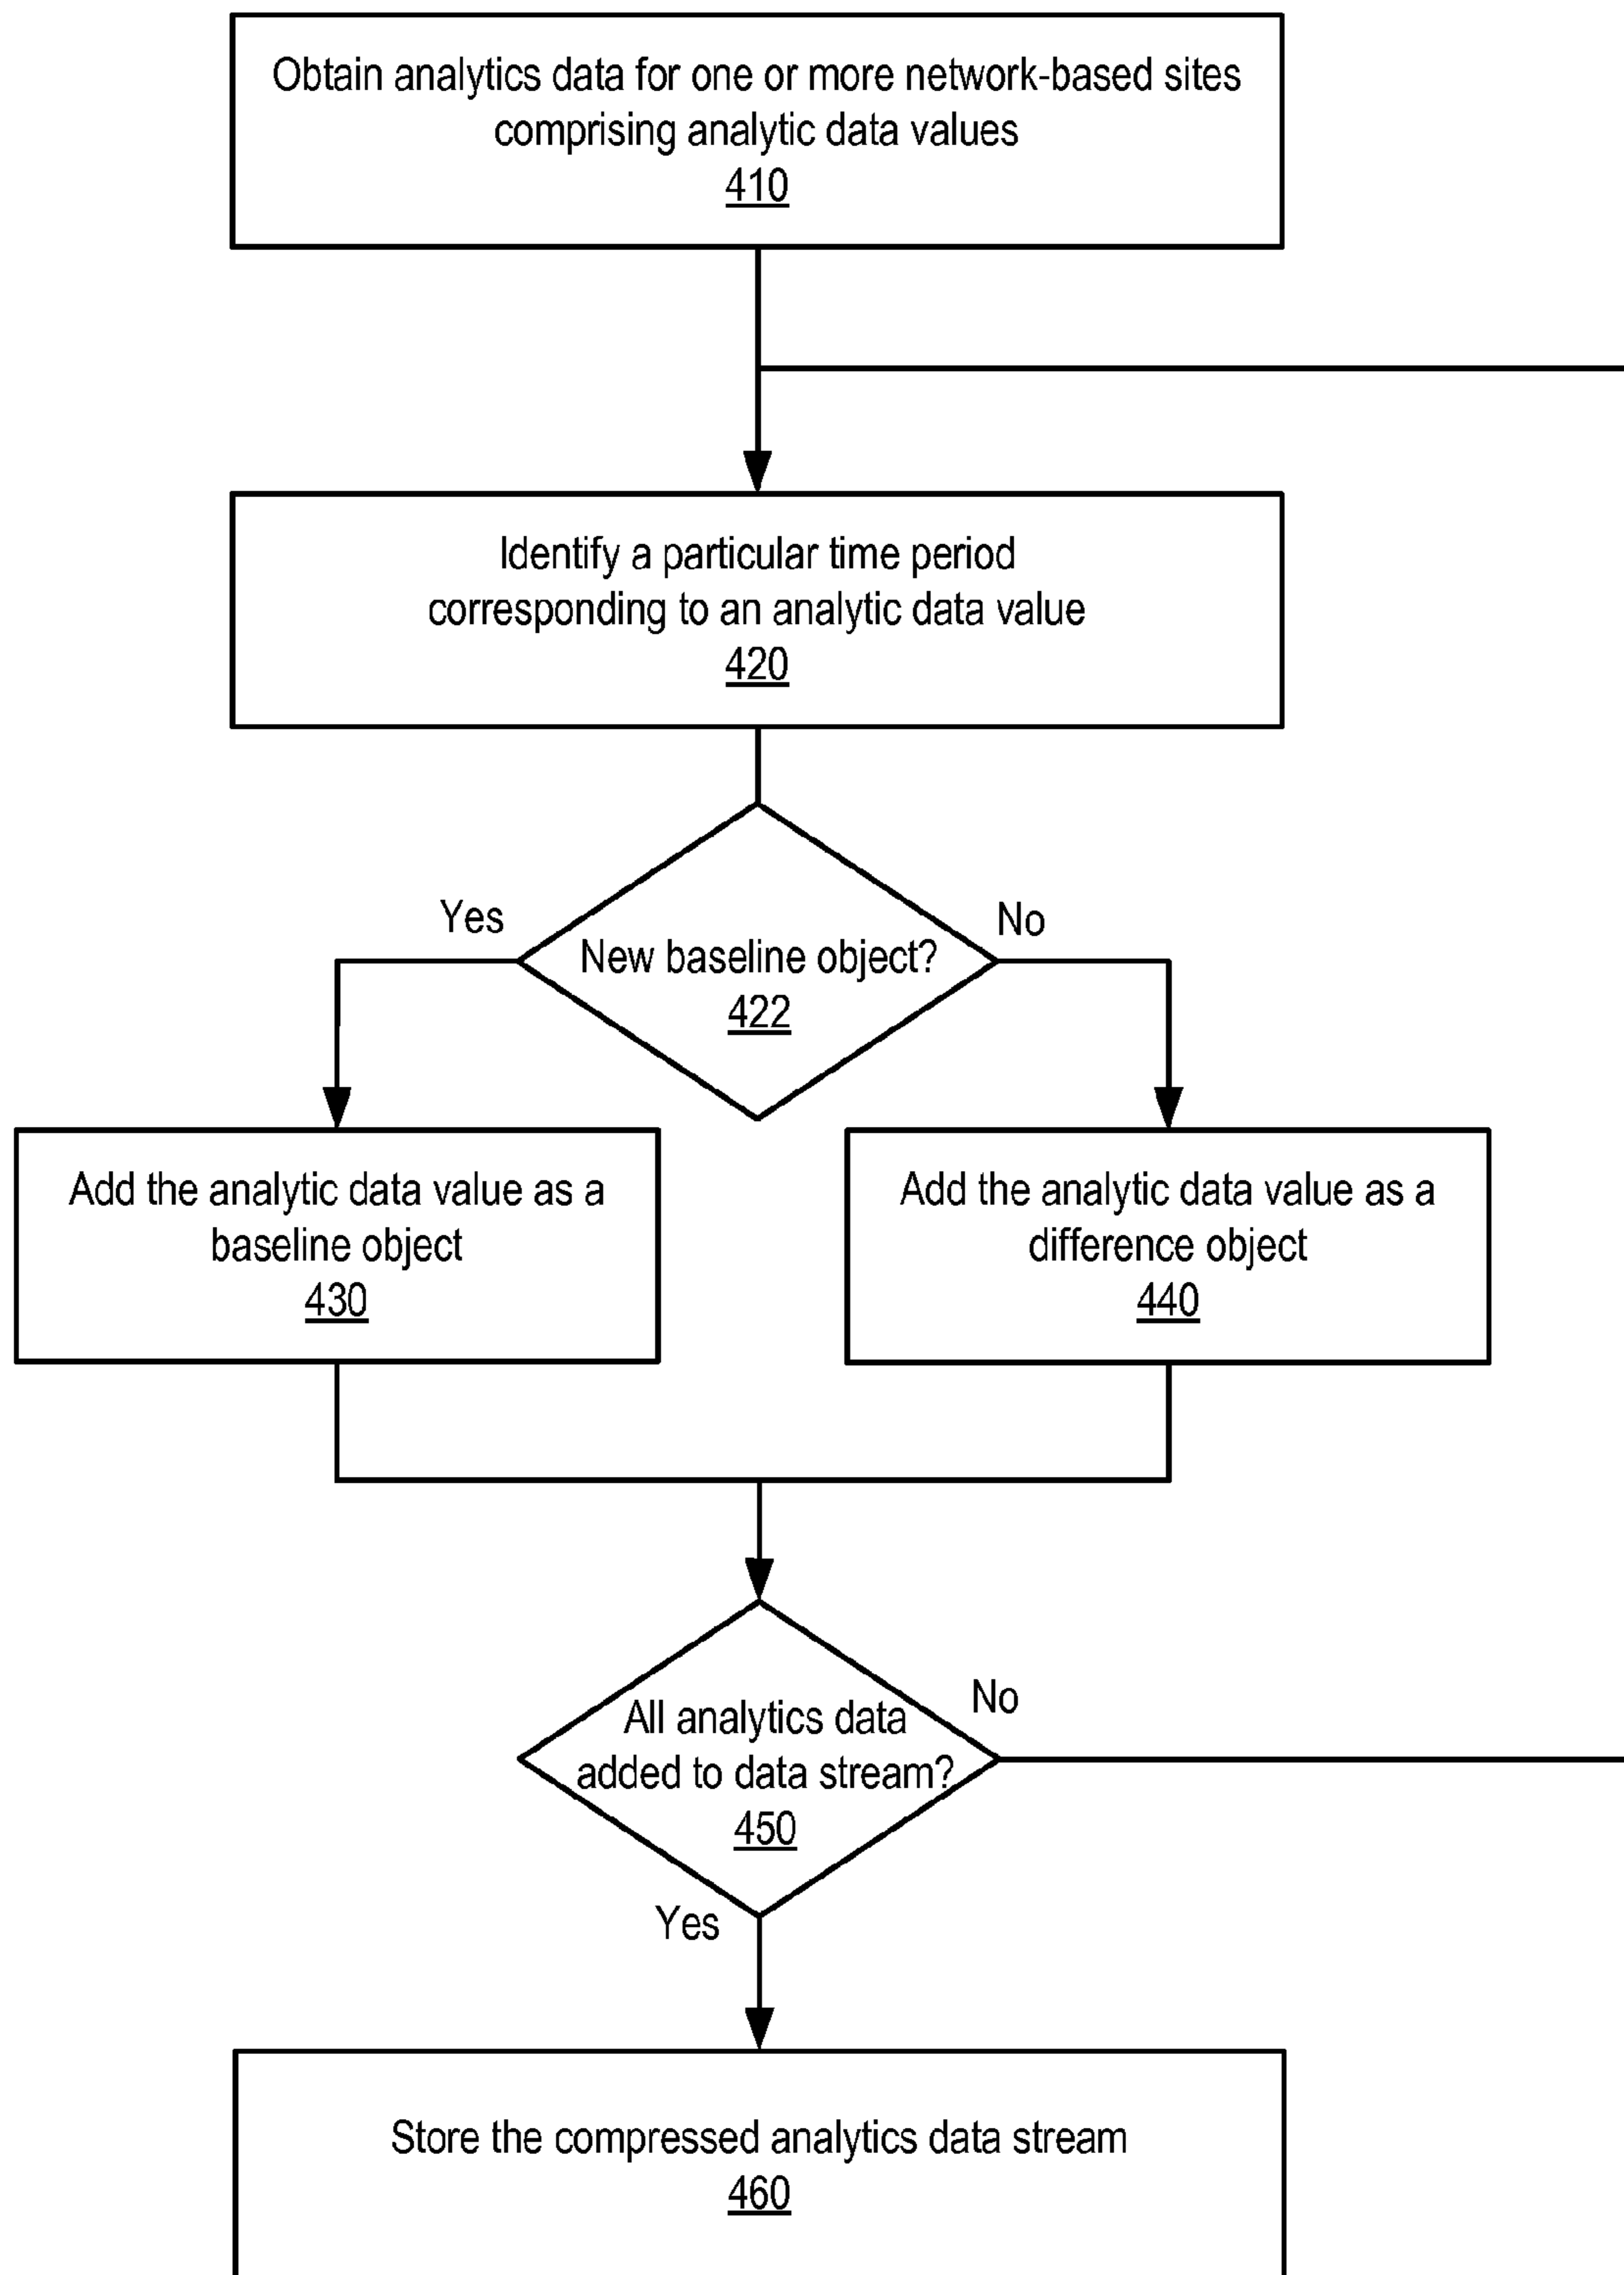 Obtain analytics data for one or more network-based sites
comprising analytic data values
410
Identify a particular time period
corresponding to an analytic data value
420
Yes
No
New baseline object?
422
Add the analytic data value as a
baseline object
430
Add the analytic data value as a
difference object
440
No
All analytics data
added to data stream?
450
Yes
Store the compressed analytics data stream
460